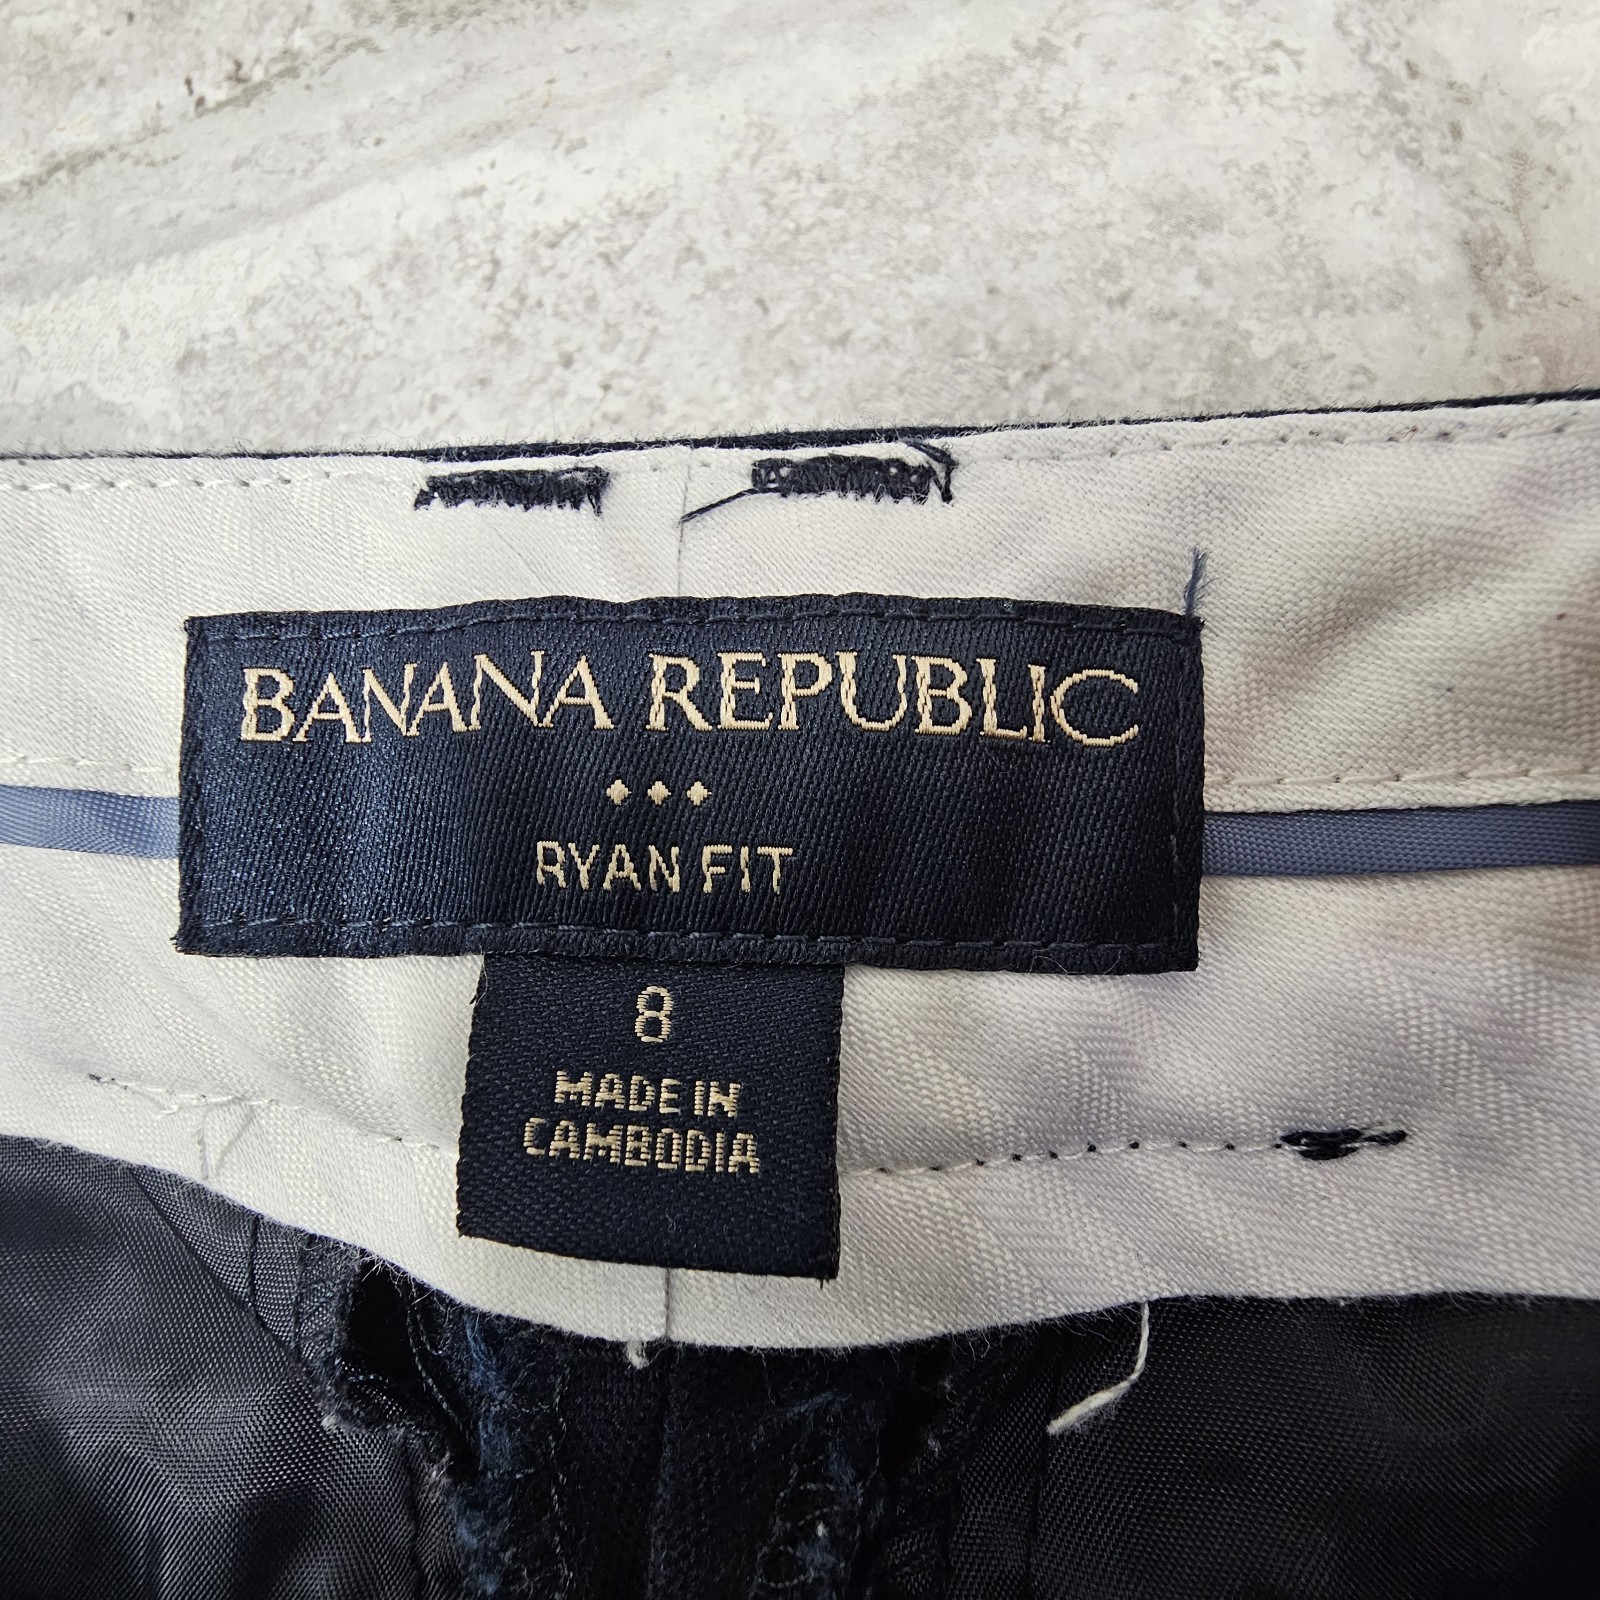 BANANA REPUBLIC
RYAN FIT
8
MADE IN
CAMBODIA